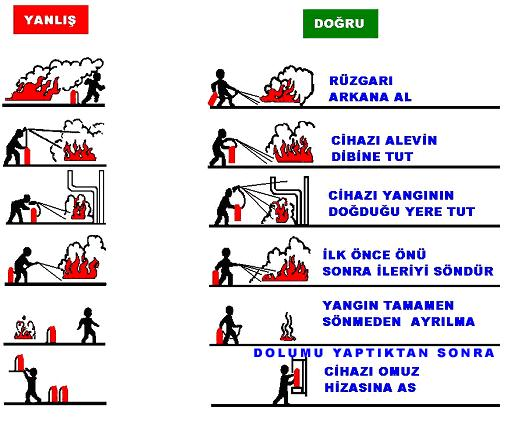 YANLIŞ
DOĞRU
RÜZGARI
ARKANA AL
CİHAZI ALEVİN
DİBİNE TUT
CİHAZI YANGININ
DOĞDUĞU YERE TUT
İLK ÖNCE ÖNÜ
SONRA İLERİYİ SÖNDÜR
YANGIN TAMAMEN
SÖNMEDEN AYRILMA
DOLUMU YAPTIKTAN SONRA
CİHAZI OMUZ
HİZASINA AS